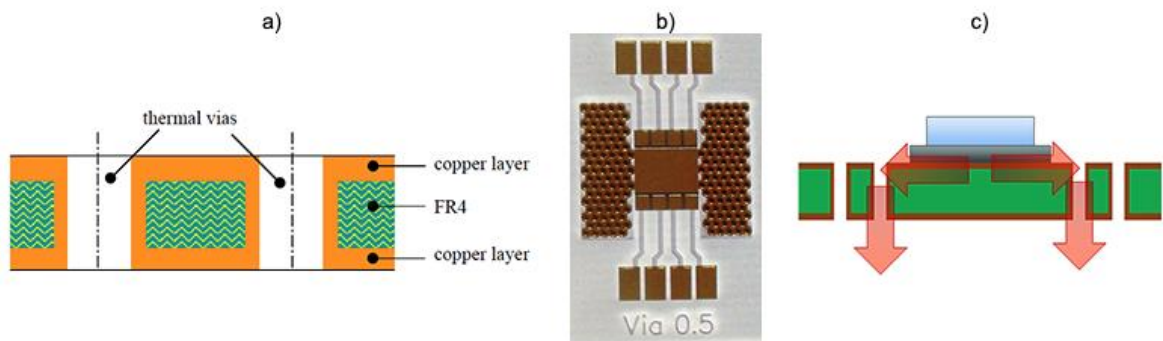 a)
b)
c)
thermal vias
copper layer
FR4
copper layer
Via 0.5